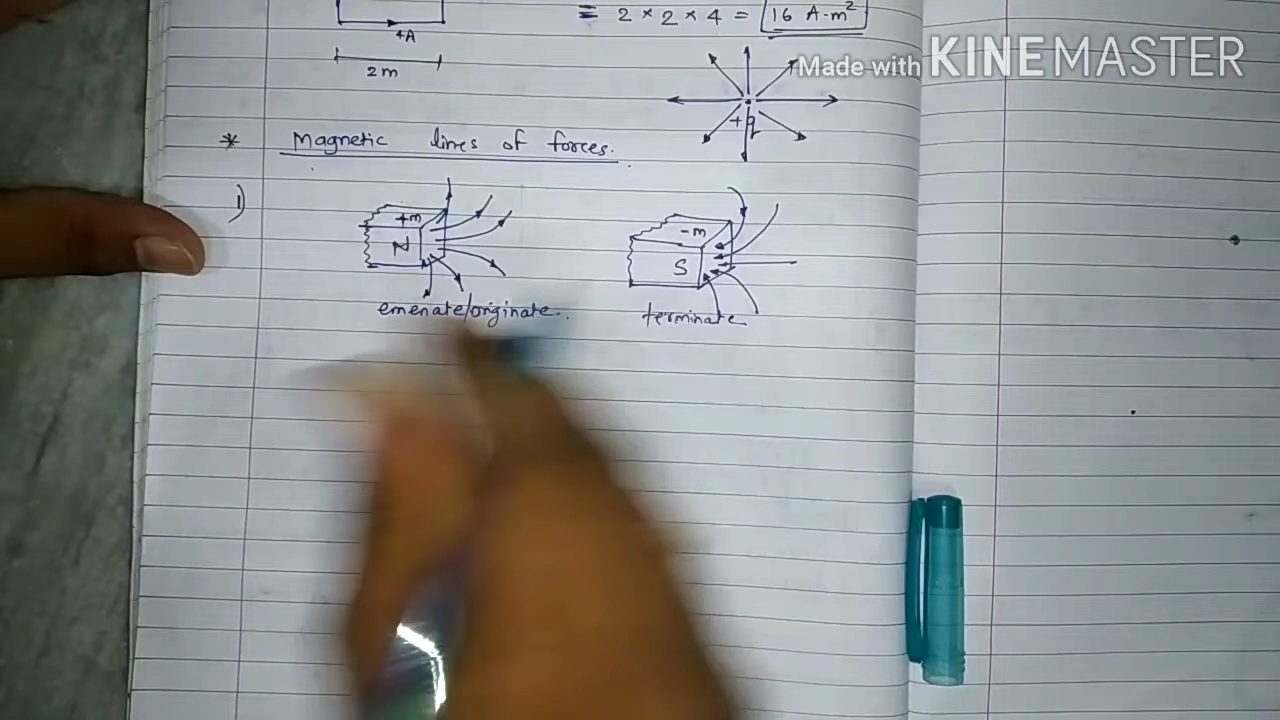 = 2 × 2 × 4 = 16 A·m²
4A
2m
Made with KINEMASTER
+q
* Magnetic lines of forces.
1)
+m
N
-m
S
emenate/originate..
terminate